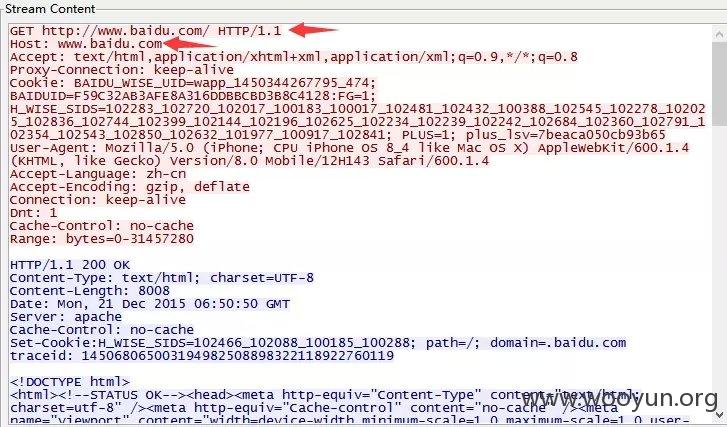 Stream Content
GET http://www.baidu.com/ HTTP/1.1
Host: www.baidu.com
Accept: text/html,application/xhtml+xml,application/xml;q=0.9,*/*;q=0.8
Proxy-Connection: keep-alive
Cookie: BAIDU_WISE_UID=wapp_1450344267795_474;
BAIDUID=F59C32AB3AFE8A316DDBBCBD3B8C4128:FG=1;
H_WISE_SIDS=102283_102720_102017_100183_100017_102481_102432_100388_102545_102278_10202
5_102836_102744_102399_102144_102196_102625_102234_102239_102242_102684_102360_102791_1
02354_102543_102850_102632_101977_100917_102841; PLUS=1; plus_lsv=7beaca050cb93b65
User-Agent: Mozilla/5.0 (iPhone; CPU iPhone OS 8_4 like Mac OS X) AppleWebKit/600.1.4
(KHTML, like Gecko) Version/8.0 Mobile/12H143 Safari/600.1.4
Accept-Language: zh-cn
Accept-Encoding: gzip, deflate
Connection: keep-alive
Dnt: 1
Cache-Control: no-cache
Range: bytes=0-31457280
HTTP/1.1 200 OK
Content-Type: text/html; charset=UTF-8
Content-Length: 8008
Date: Mon, 21 Dec 2015 06:50:50 GMT
Server: apache
Cache-Control: no-cache
Set-Cookie:H_WISE_SIDS=102466_102088_100185_100288; path=/; domain=.baidu.com
traceid: 145068065003194982508898322118922760119
<!DOCTYPE html>
<html><!--STATUS OK--><head><meta http-equiv="Content-Type" content="text/html;
charset=utf-8" /><meta http-equiv="Cache-control" content="no-cache" /><meta
name="viewport" content="width=device-width,minimum-scale=1.0,maximum-scale=1.0,user-
www.wooyun.org